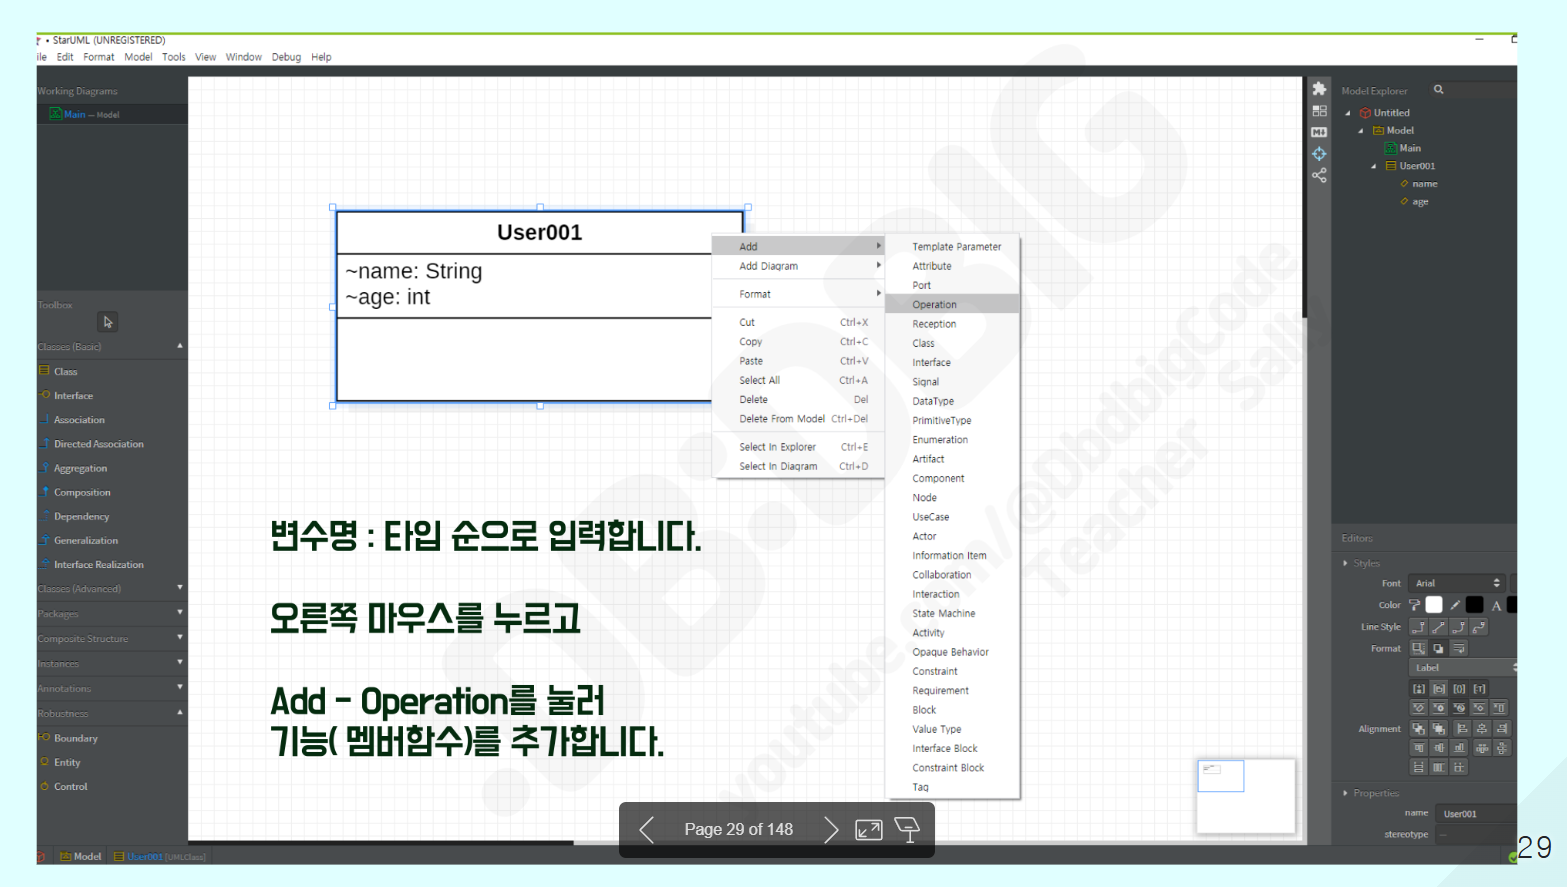 • StarUML (UNREGISTERED)
ile Edit Format Model Tools View Window Debug Help
Working Diagrams
Main — Model
Toolbox
Classes (Basic)
Class
Interface
Association
Directed Association
Aggregation
Composition
Dependency
Generalization
Interface Realization
Classes (Advanced)
Packages
Composite Structure
Instances
Annotations
Robustness
Boundary
Entity
Control
User001
~name: String
~age: int
Add
Add Diagram
Format
Cut Ctrl+X
Copy Ctrl+C
Paste Ctrl+V
Select All Ctrl+A
Delete Del
Delete From Model Ctrl+Del
Select In Explorer Ctrl+E
Select In Diagram Ctrl+D
Template Parameter
Attribute
Port
Operation
Reception
Class
Interface
Signal
DataType
PrimitiveType
Enumeration
Artifact
Component
Node
UseCase
Actor
Information Item
Collaboration
Interaction
State Machine
Activity
Opaque Behavior
Constraint
Requirement
Block
Value Type
Interface Block
Constraint Block
Tag
변수명 : 타입 순으로 입력합니다.
오른쪽 마우스를 누르고
Add - Operation를 눌러
기능( 멤버함수)를 추가합니다.
Model Explorer
Untitled
Model
Main
User001
name
age
Editors
Styles
Font Arial
Color A
Line Style
Format
Label
Alignment
Properties
name User001
stereotype —
Page 29 of 148
Model User001 [UMLClass]
29